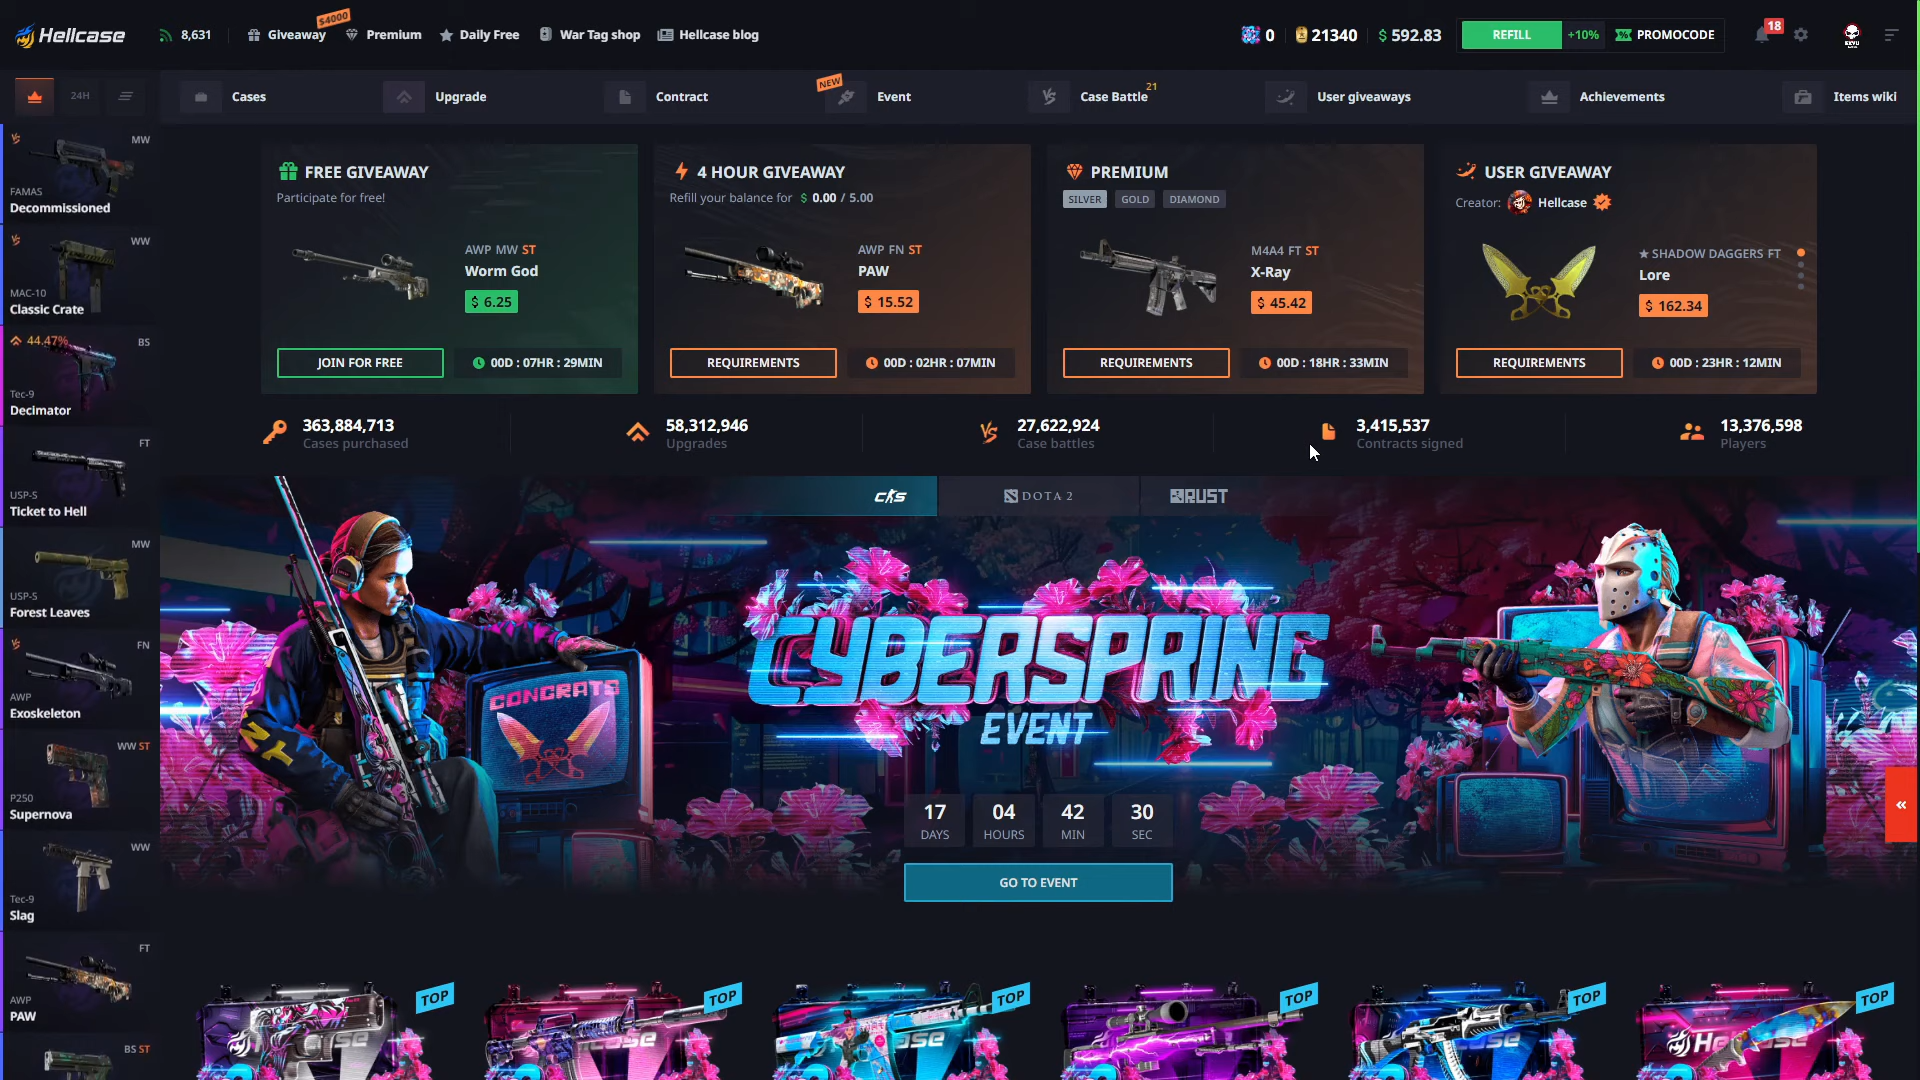 Hellcase
8,631
Giveaway
$4000
Premium
Daily Free
War Tag shop
Hellcase blog
0
21340
$ 592.83
REFILL
+10%
PROMOCODE
18
24H
Cases
Upgrade
Contract
NEW
Event
Case Battle 21
User giveaways
Achievements
Items wiki
MW
FAMAS
Decommissioned
WW
MAC-10
Classic Crate
44.47%
BS
Tec-9
Decimator
FT
USP-S
Ticket to Hell
MW
USP-S
Forest Leaves
FN
AWP
Exoskeleton
WW ST
P250
Supernova
WW
Tec-9
Slag
FT
AWP
PAW
BS ST
FREE GIVEAWAY
Participate for free!
AWP MW ST
Worm God
$ 6.25
JOIN FOR FREE
00D : 07HR : 29MIN
4 HOUR GIVEAWAY
Refill your balance for $ 0.00 / 5.00
AWP FN ST
PAW
$ 15.52
REQUIREMENTS
00D : 02HR : 07MIN
PREMIUM
SILVER GOLD DIAMOND
M4A4 FT ST
X-Ray
$ 45.42
REQUIREMENTS
00D : 18HR : 33MIN
USER GIVEAWAY
Creator: Hellcase
★ SHADOW DAGGERS FT
Lore
$ 162.34
REQUIREMENTS
00D : 23HR : 12MIN
363,884,713
Cases purchased
58,312,946
Upgrades
27,622,924
Case battles
3,415,537
Contracts signed
13,376,598
Players
CS
DOTA 2
RUST
CONGRATS
CYBERSPRING
EVENT
17 DAYS
04 HOURS
42 MIN
30 SEC
GO TO EVENT
TOP
TOP
TOP
TOP
TOP
TOP